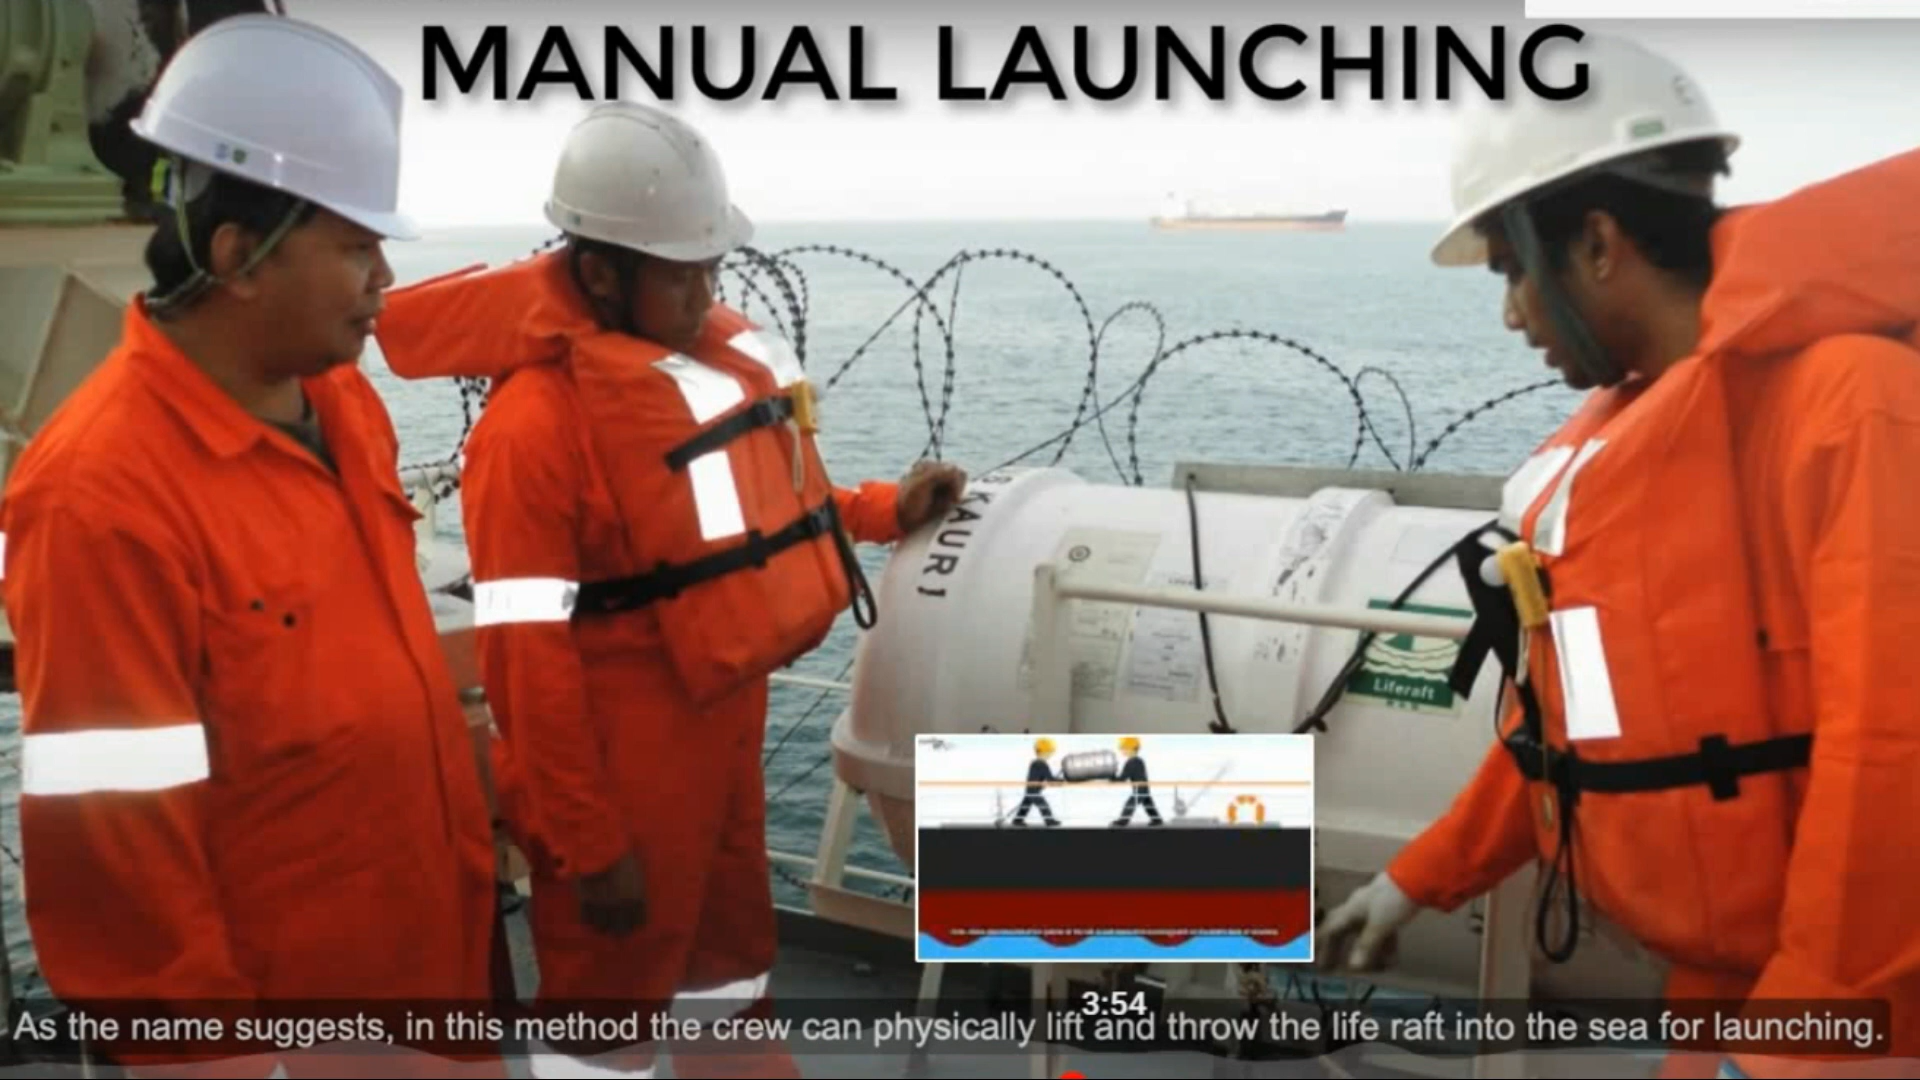 MANUAL LAUNCHING
KAURI
Liferaft
3:54
As the name suggests, in this method the crew can physically lift and throw the life raft into the sea for launching.